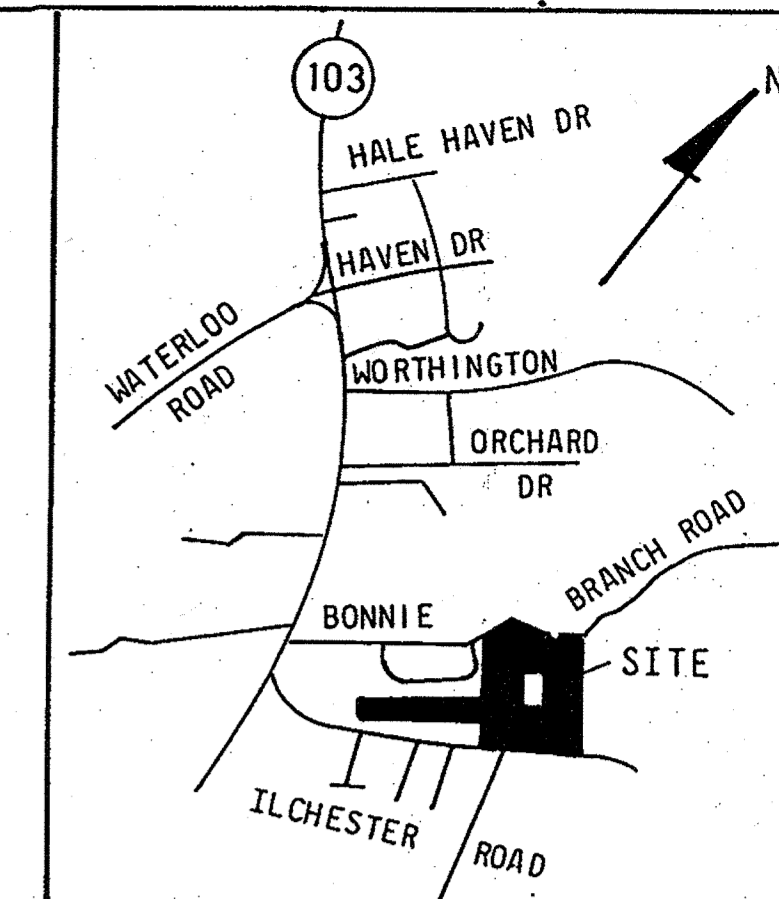 103
N
HALE HAVEN DR
HAVEN DR
WATERLOO
ROAD
WORTHINGTON
ORCHARD
DR
BRANCH ROAD
BONNIE
SITE
ILCHESTER
ROAD